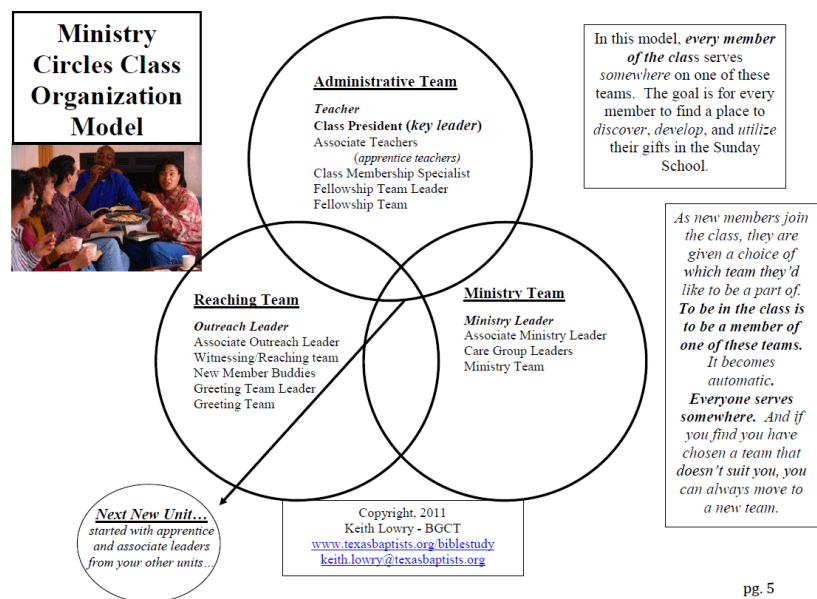 Ministry
Circles Class
Organization
Model
Administrative Team
Teacher
Class President (key leader)
Associate Teachers
(apprentice teachers)
Class Membership Specialist
Fellowship Team Leader
Fellowship Team
In this model, every member
of the class serves
somewhere on one of these
teams. The goal is for every
member to find a place to
discover, develop, and utilize
their gifts in the Sunday
School.
Reaching Team
Outreach Leader
Associate Outreach Leader
Witnessing/Reaching team
New Member Buddies
Greeting Team Leader
Greeting Team
Ministry Team
Ministry Leader
Associate Ministry Leader
Care Group Leaders
Ministry Team
As new members join
the class, they are
given a choice of
which team they'd
like to be a part of.
To be in the class is
to be a member of
one of these teams.
It becomes
automatic.
Everyone serves
somewhere. And if
you find you have
chosen a team that
doesn't suit you, you
can always move to
a new team.
Next New Unit…
started with apprentice
and associate leaders
from your other units…
Copyright, 2011
Keith Lowry - BGCT
www.texasbaptists.org/biblestudy
keith.lowry@texasbaptists.org
pg. 5